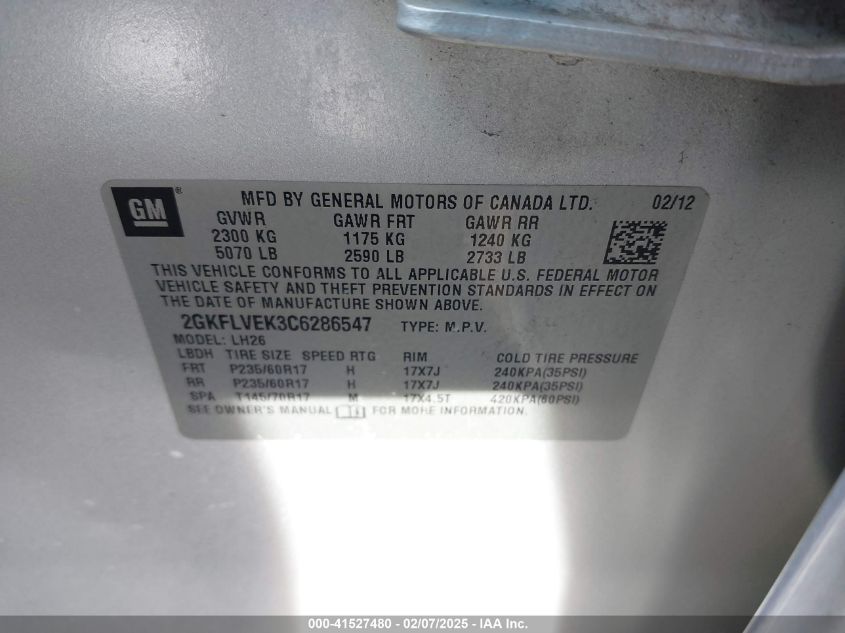 GM ® MFD BY GENERAL MOTORS OF CANADA LTD. 02/12
GVWR GAWR FRT GAWR RR
2300 KG 1175 KG 1240 KG
5070 LB 2590 LB 2733 LB
THIS VEHICLE CONFORMS TO ALL APPLICABLE U.S. FEDERAL MOTOR
VEHICLE SAFETY AND THEFT PREVENTION STANDARDS IN EFFECT ON
THE DATE OF MANUFACTURE SHOWN ABOVE.
2GKFLVEK3C6286547 TYPE: M.P.V.
MODEL: LH26
LBDH TIRE SIZE SPEED RTG RIM COLD TIRE PRESSURE
FRT P235/60R17 H 17X7J 240KPA(35PSI)
RR P235/60R17 H 17X7J 240KPA(35PSI)
SPA T145/70R17 M 17X4.5T 420KPA(60PSI)
SEE OWNER'S MANUAL FOR MORE INFORMATION.
000-41527480 - 02/07/2025 - IAA Inc.